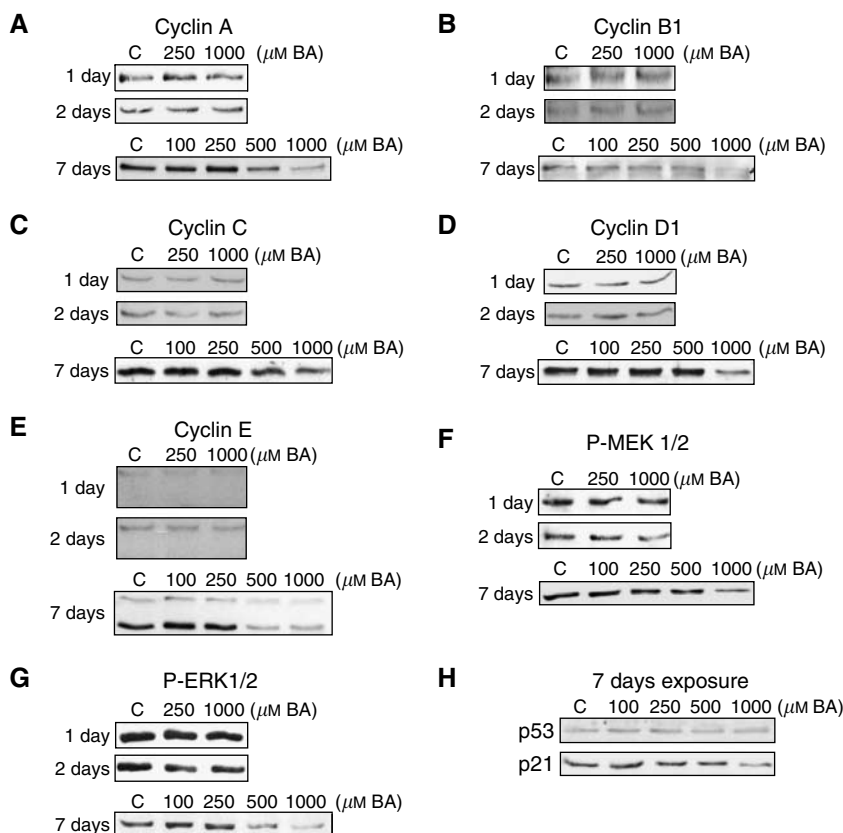 A
Cyclin A
C 250 1000 (μM BA)
1 day
2 days
C 100 250 500 1000 (μM BA)
7 days
B
Cyclin B1
C 250 1000 (μM BA)
1 day
2 days
C 100 250 500 1000 (μM BA)
7 days
C
Cyclin C
C 250 1000 (μM BA)
1 day
2 days
C 100 250 500 1000 (μM BA)
7 days
D
Cyclin D1
C 250 1000 (μM BA)
1 day
2 days
C 100 250 500 1000 (μM BA)
7 days
E
Cyclin E
C 250 1000 (μM BA)
1 day
2 days
C 100 250 500 1000 (μM BA)
7 days
F
P-MEK 1/2
C 250 1000 (μM BA)
1 day
2 days
C 100 250 500 1000 (μM BA)
7 days
G
P-ERK1/2
C 250 1000 (μM BA)
1 day
2 days
C 100 250 500 1000 (μM BA)
7 days
H
7 days exposure
C 100 250 500 1000 (μM BA)
p53
p21